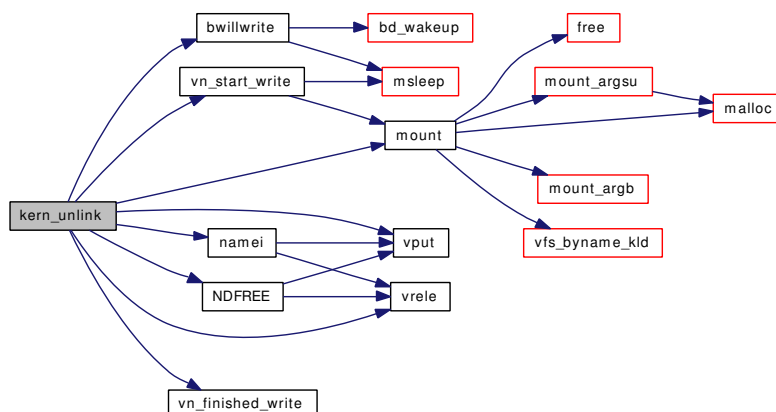 bwillwrite
bd_wakeup
free
vn_start_write
msleep
mount_argsu
malloc
mount
mount_argb
kern_unlink
namei
vput
vfs_byname_kld
NDFREE
vrele
vn_finished_write